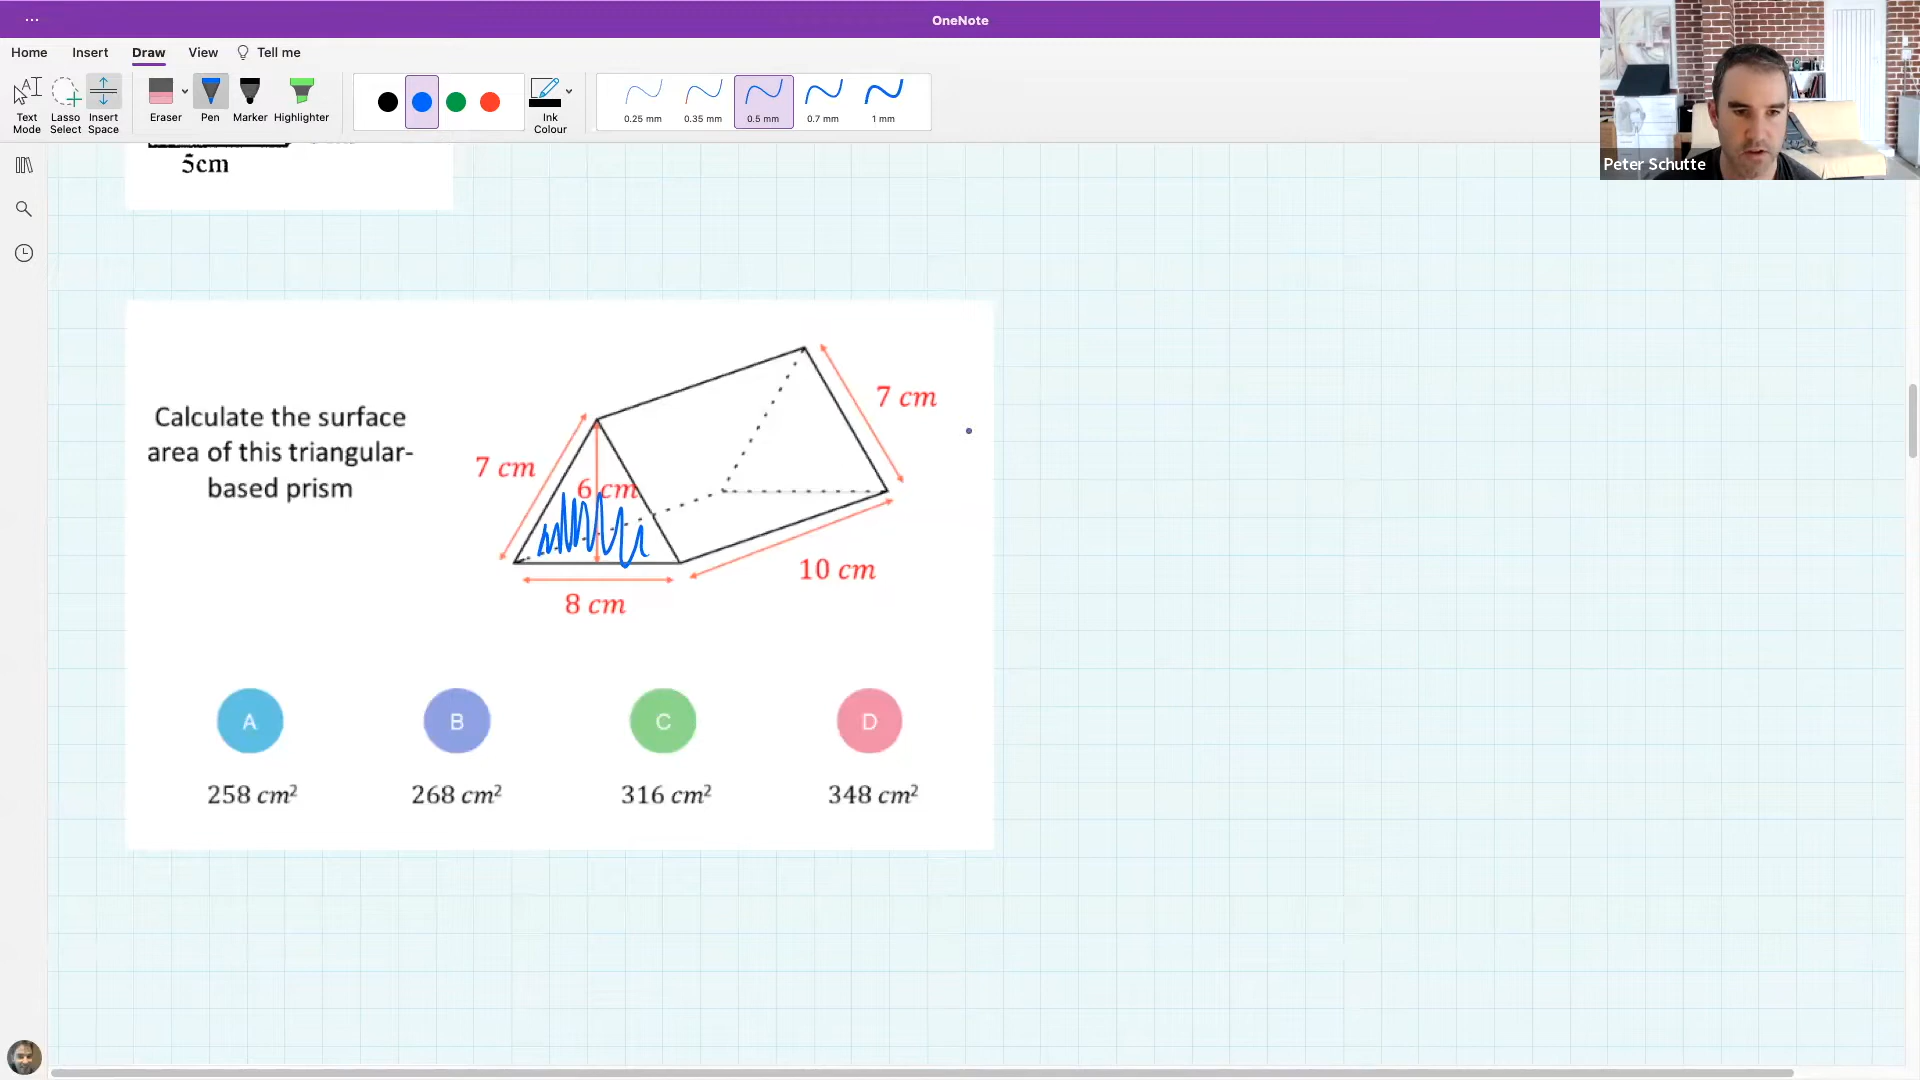 OneNote
Home Insert Draw View Tell me
Text Mode
Lasso Select
Insert Space
Eraser
Pen
Marker
Highlighter
Ink Colour
0.25 mm
0.35 mm
0.5 mm
0.7 mm
1 mm
Peter Schutte
5cm
Calculate the surface
area of this triangular-
based prism
7 cm
7 cm
6 cm
10 cm
8 cm
A
B
C
D
258 cm²
268 cm²
316 cm²
348 cm²